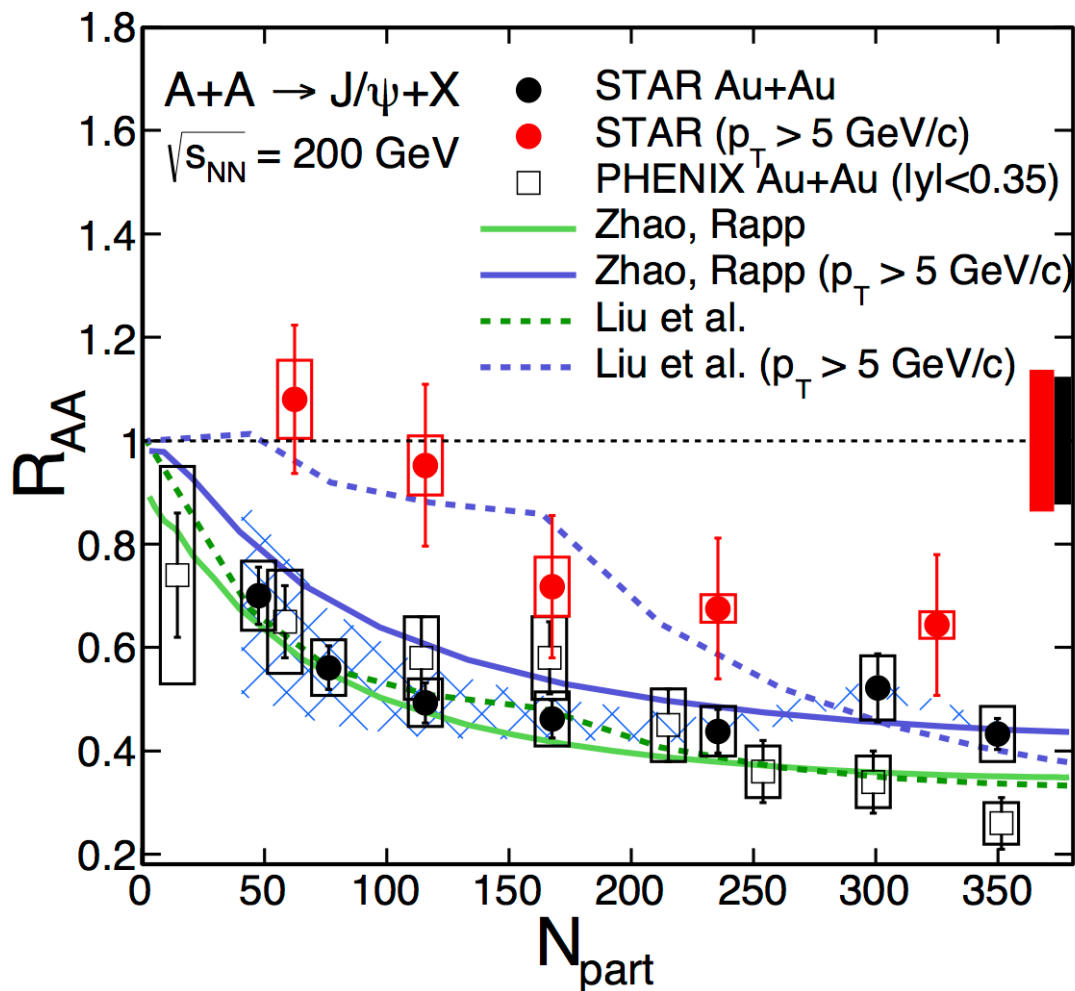 1.8
1.6
1.4
1.2
1
0.8
0.6
0.4
0.2
R_AA
A+A → J/ψ+X
√s_NN = 200 GeV
STAR Au+Au
STAR (p_T > 5 GeV/c)
PHENIX Au+Au (|y|<0.35)
Zhao, Rapp
Zhao, Rapp (p_T > 5 GeV/c)
Liu et al.
Liu et al. (p_T > 5 GeV/c)
0 50 100 150 200 250 300 350
N_part